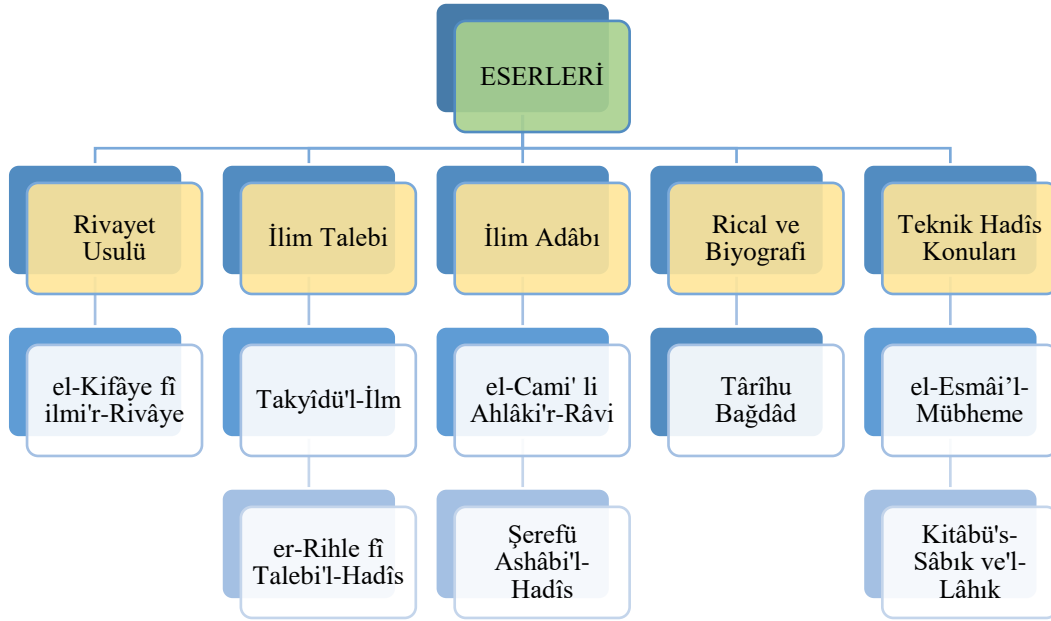 ESERLERİ
Rivayet
Usulü
İlim Talebi
İlim Adâbı
Rical ve
Biyografi
Teknik Hadîs
Konuları
el-Kifâye fî
ilmi'r-Rivâye
Takyîdü'l-İlm
el-Cami' li
Ahlâki'r-Râvi
Târîhu
Bağdâd
el-Esmâi’l-
Mübheme
er-Rihle fî
Talebi'l-Hadîs
Şerefü
Ashâbi'l-
Hadîs
Kitâbü's-
Sâbık ve'l-
Lâhık